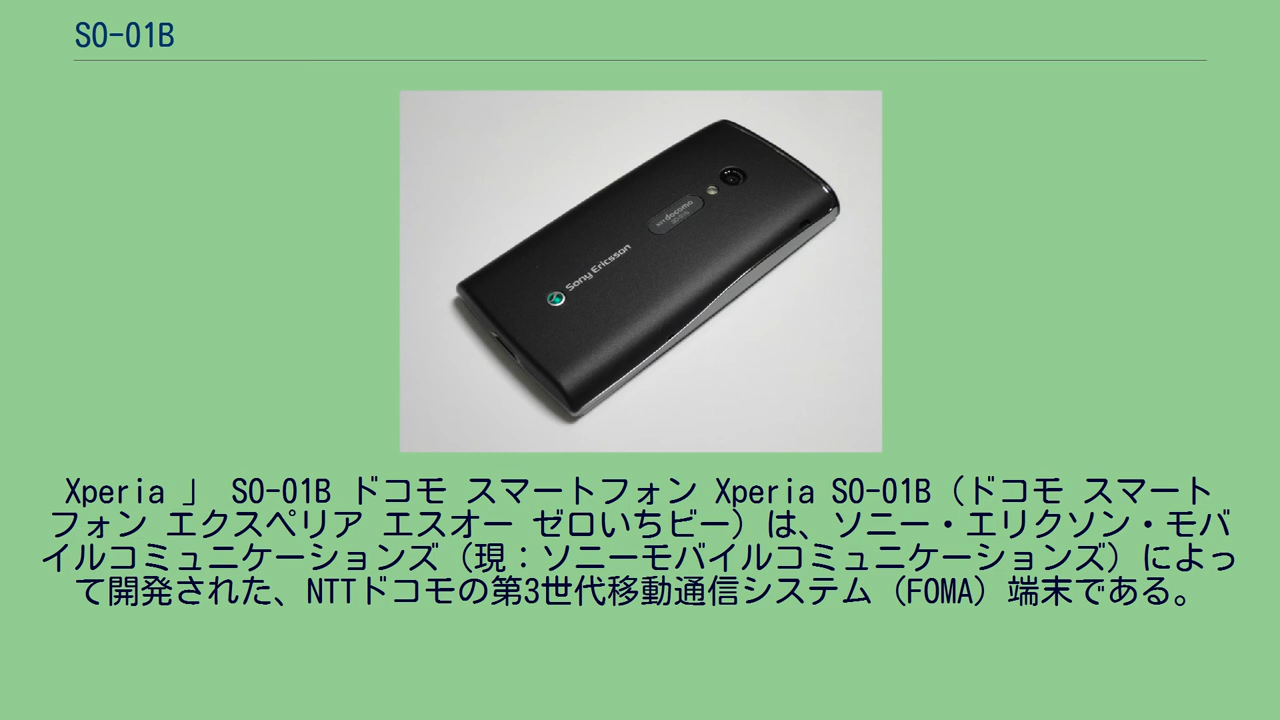 SO-01B
NTT docomo
SO-01B
Sony Ericsson
Xperia 」 SO-01B ドコモ スマートフォン Xperia SO-01B（ドコモ スマート
フォン エクスペリア エスオー ゼロいちビー）は、ソニー・エリクソン・モバ
イルコミュニケーションズ（現：ソニーモバイルコミュニケーションズ）によっ
て開発された、NTTドコモの第3世代移動通信システム（FOMA）端末である。